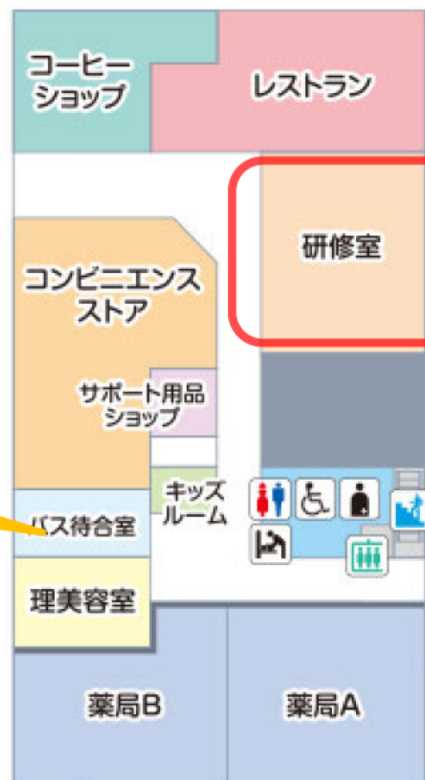 コーヒー
ショップ
レストラン
研修室
コンビニエンス
ストア
サポート用品
ショップ
キッズ
ルーム
バス待合室
理美容室
薬局B
薬局A